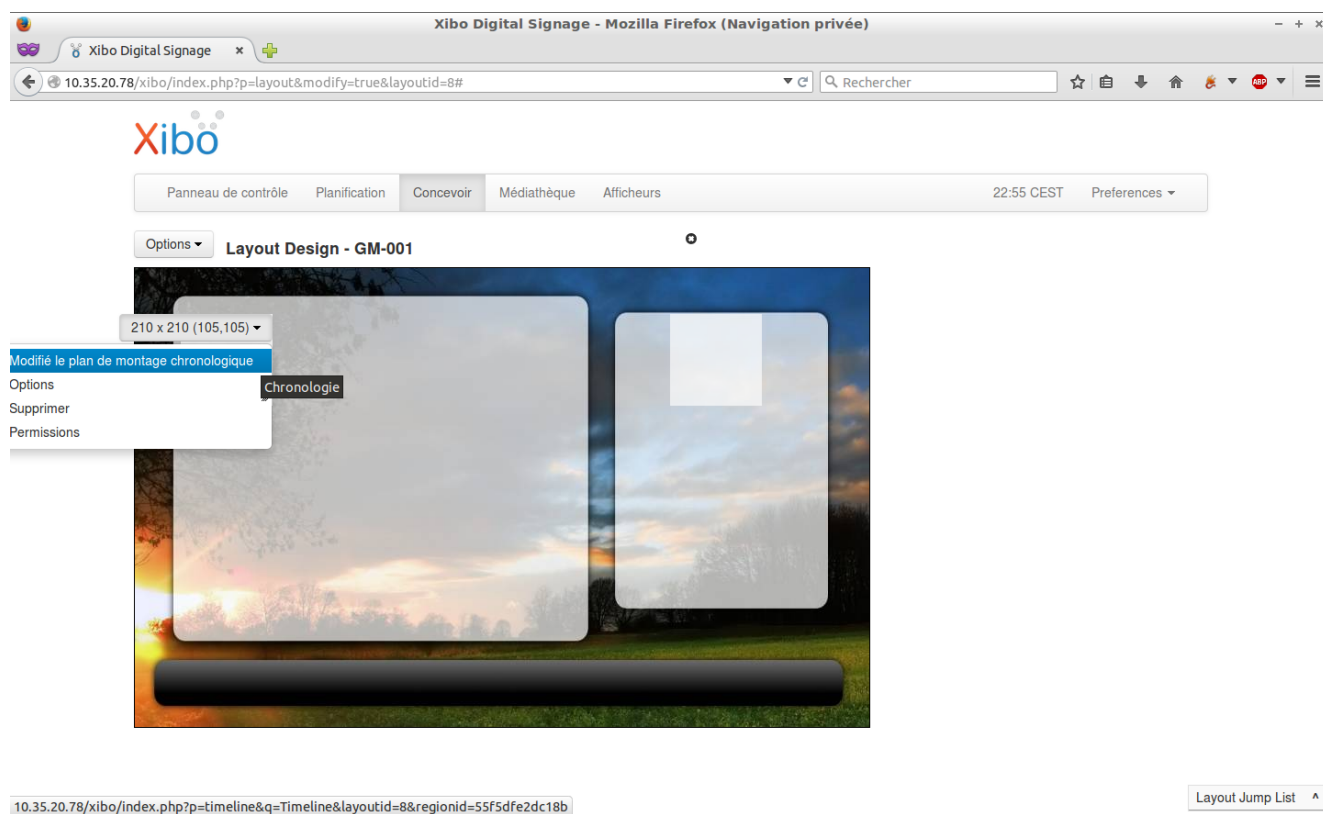 Xibo Digital Signage - Mozilla Firefox (Navigation privée)
Xibo Digital Signage
10.35.20.78/xibo/index.php?p=layout&modify=true&layoutid=8#
Rechercher
ABP
Xibo
Panneau de contrôle Planification Concevoir Médiathèque Afficheurs 22:55 CEST Preferences
Options
Layout Design - GM-001
210 x 210 (105,105)
Modifié le plan de montage chronologique
Options
Chronologie
Supprimer
Permissions
Layout Jump List ^
10.35.20.78/xibo/index.php?p=timeline&q=Timeline&layoutid=8&regionid=55f5dfe2dc18b